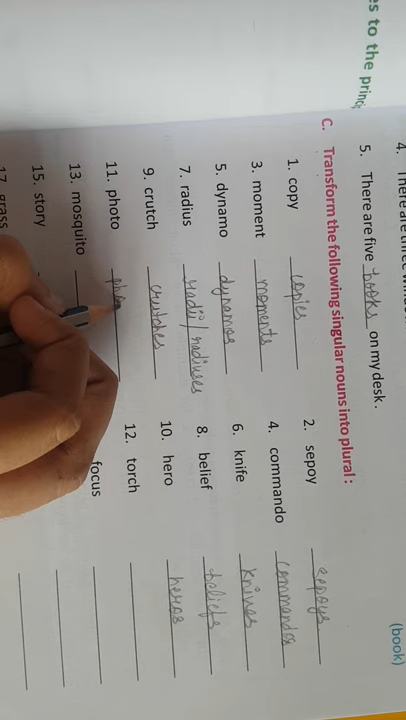 es to the princ
4. There are
5. There are five books on my desk.
(book)
C. Transform the following singular nouns into plural :
1. copy copies 2. sepoy sepoys
3. moment moments 4. commando commandos
5. dynamo dynamos 6. knife knives
7. radius radii/radiuses 8. belief beliefs
9. crutch crutches 10. hero heros
11. photo pho 12. torch
13. mosquito focus
15. story
17. grass